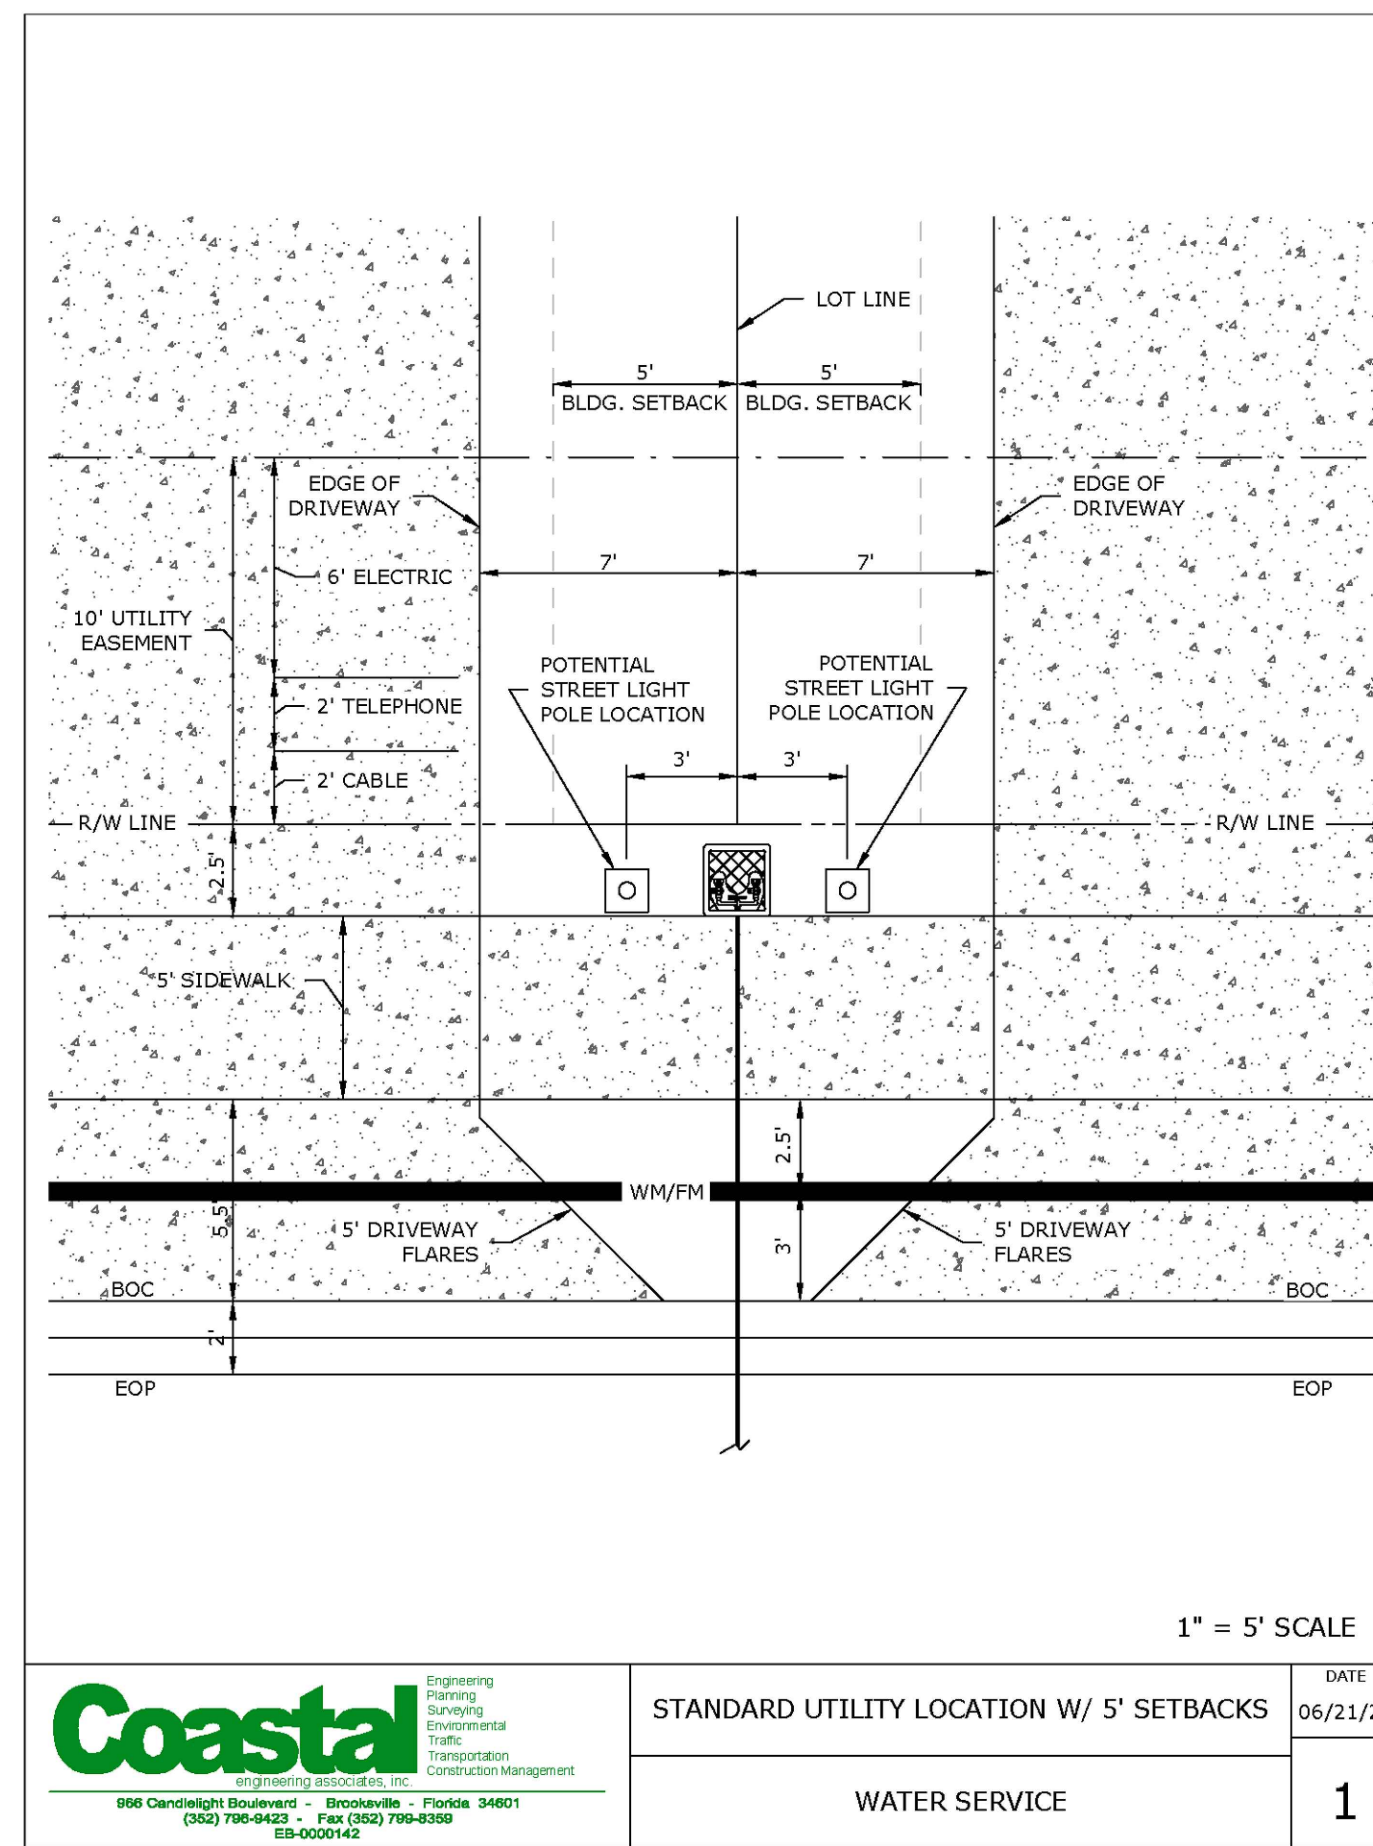 LOT LINE
5'
5'
BLDG. SETBACK
BLDG. SETBACK
EDGE OF
DRIVEWAY
EDGE OF
DRIVEWAY
7'
7'
6' ELECTRIC
10' UTILITY
EASEMENT
POTENTIAL
STREET LIGHT
POLE LOCATION
POTENTIAL
STREET LIGHT
POLE LOCATION
2' TELEPHONE
3'
3'
2' CABLE
R/W LINE
R/W LINE
2.5'
5' SIDEWALK
2.5'
WM/FM
5.5'
5' DRIVEWAY
FLARES
3'
5' DRIVEWAY
FLARES
BOC
BOC
2'
EOP
EOP
1" = 5' SCALE
Coastal
engineering associates, inc.
Engineering
Planning
Surveying
Environmental
Traffic
Transportation
Construction Management
966 Candlelight Boulevard - Brooksville - Florida 34601
(352) 796-9423 - Fax (352) 799-8359
EB-0000142
STANDARD UTILITY LOCATION W/ 5' SETBACKS
WATER SERVICE
DATE
06/21/2
1